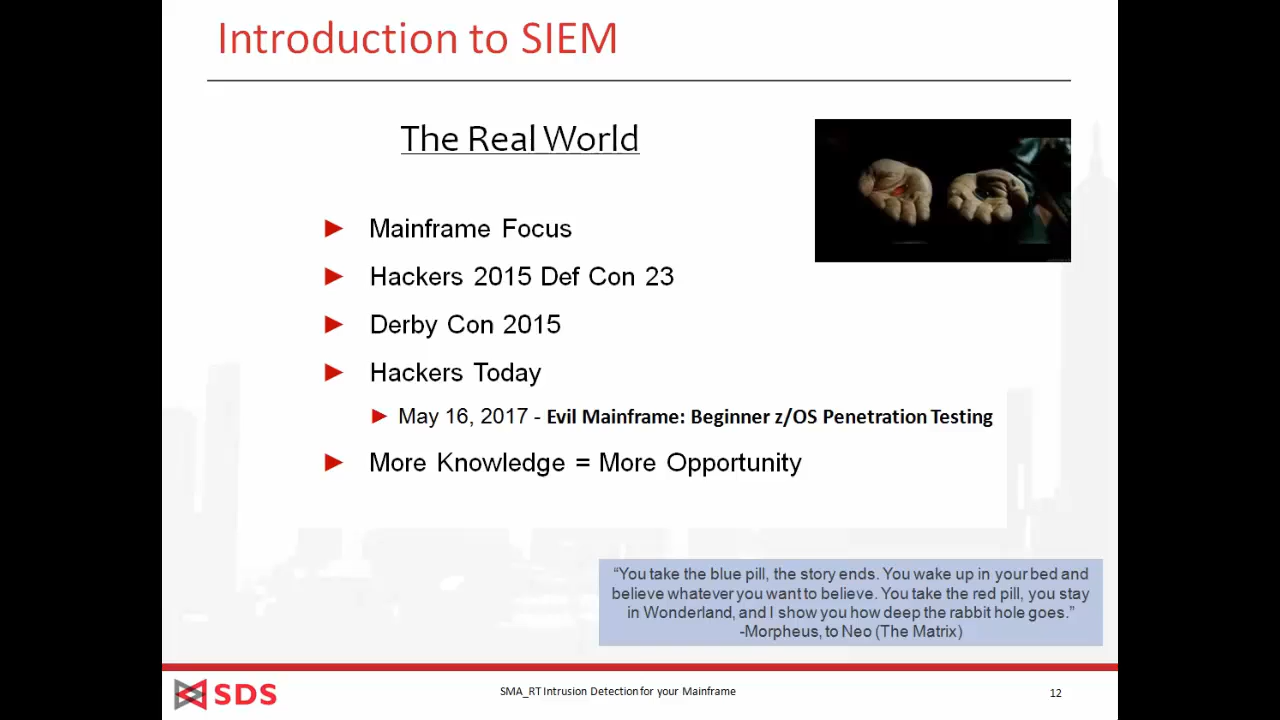 Introduction to SIEM
The Real World
Mainframe Focus
Hackers 2015 Def Con 23
Derby Con 2015
Hackers Today
May 16, 2017 - Evil Mainframe: Beginner z/OS Penetration Testing
More Knowledge = More Opportunity
“You take the blue pill, the story ends. You wake up in your bed and
believe whatever you want to believe. You take the red pill, you stay
in Wonderland, and I show you how deep the rabbit hole goes.”
-Morpheus, to Neo (The Matrix)
SDS
SMA_RT Intrusion Detection for your Mainframe
12